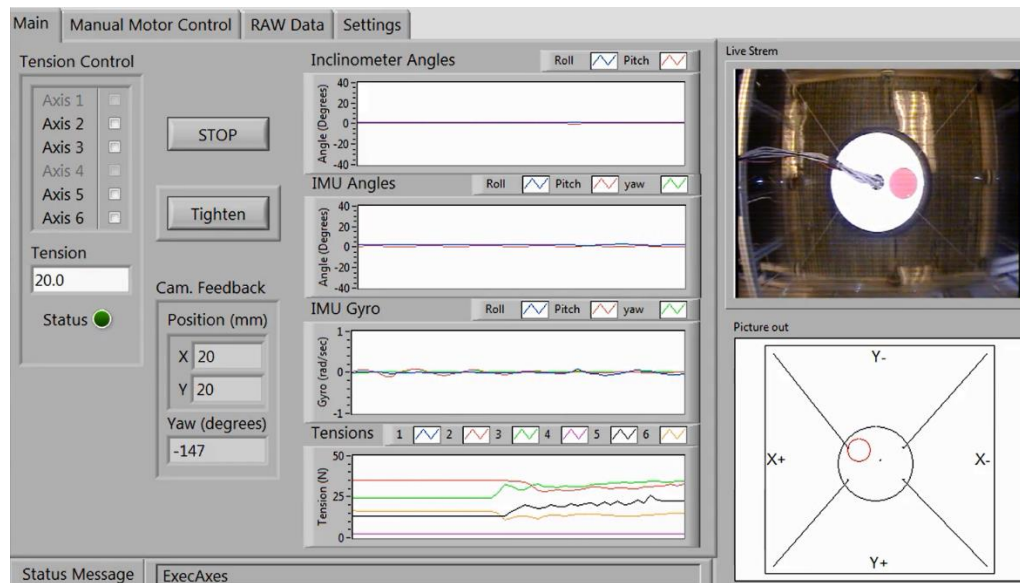 Main Manual Motor Control RAW Data Settings
Tension Control
Axis 1
Axis 2
Axis 3
Axis 4
Axis 5
Axis 6
Tension
20.0
Status
STOP
Tighten
Cam. Feedback
Position (mm)
X 20
Y 20
Yaw (degrees)
-147
Inclinometer Angles Roll Pitch
Angle (Degrees)
40
20
0
-20
-40
IMU Angles Roll Pitch yaw
Angle (Degrees)
40
20
0
-20
-40
IMU Gyro Roll Pitch yaw
Gyro (rad/sec)
1
0
-1
Tensions 1 2 3 4 5 6
Tension (N)
50
25
0
Live Strem
Picture out
Y-
X+ X-
Y+
Status Message ExecAxes